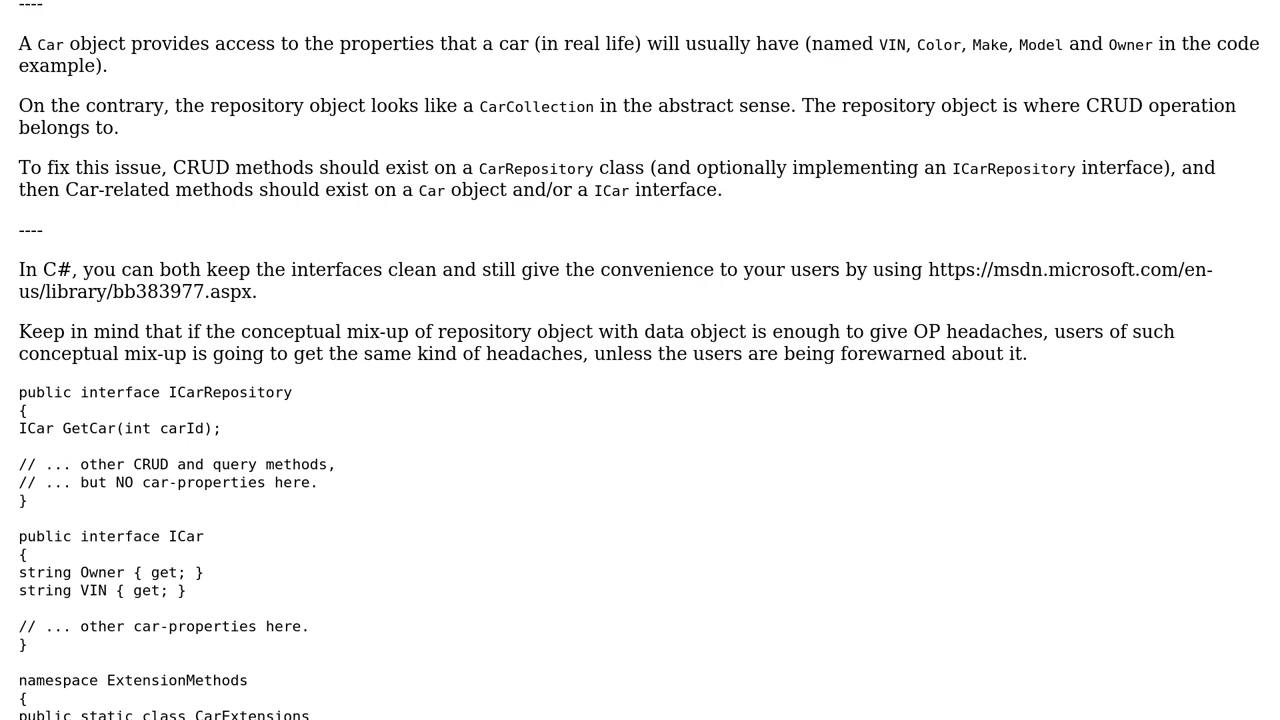 ----
A Car object provides access to the properties that a car (in real life) will usually have (named VIN, Color, Make, Model and Owner in the code
example).
On the contrary, the repository object looks like a CarCollection in the abstract sense. The repository object is where CRUD operation
belongs to.
To fix this issue, CRUD methods should exist on a CarRepository class (and optionally implementing an ICarRepository interface), and
then Car-related methods should exist on a Car object and/or a ICar interface.
----
In C#, you can both keep the interfaces clean and still give the convenience to your users by using https://msdn.microsoft.com/en-
us/library/bb383977.aspx.
Keep in mind that if the conceptual mix-up of repository object with data object is enough to give OP headaches, users of such
conceptual mix-up is going to get the same kind of headaches, unless the users are being forewarned about it.
public interface ICarRepository
{
ICar GetCar(int carId);
// ... other CRUD and query methods,
// ... but NO car-properties here.
}
public interface ICar
{
string Owner { get; }
string VIN { get; }
// ... other car-properties here.
}
namespace ExtensionMethods
{
public static class CarExtensions